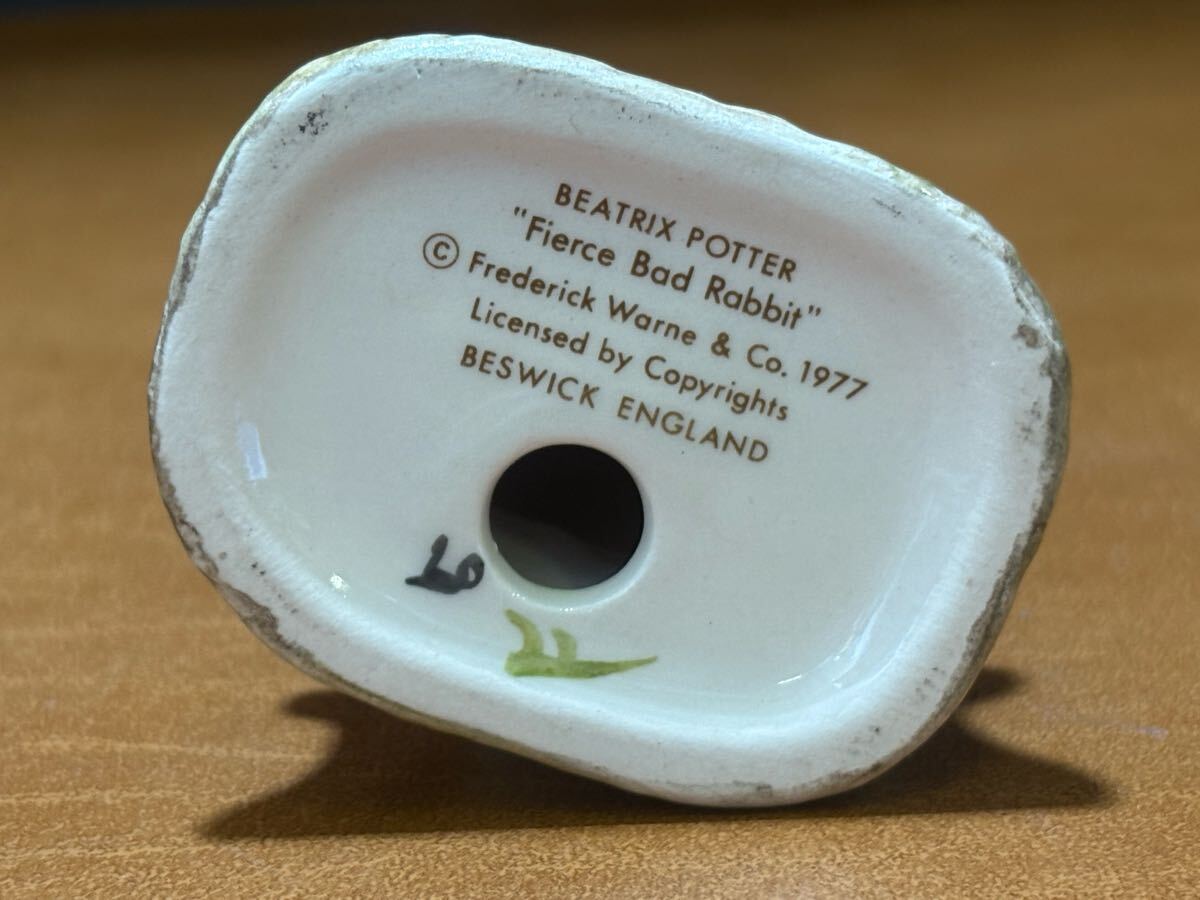 BEATRIX POTTER
"Fierce Bad Rabbit"
© Frederick Warne & Co. 1977
Licensed by Copyrights
BESWICK ENGLAND